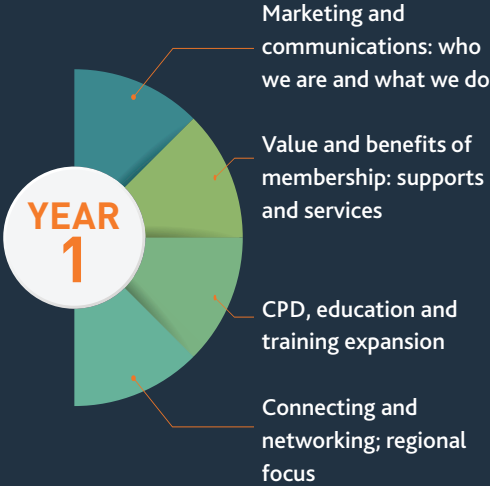 Marketing and
communications: who
we are and what we do
Value and benefits of
membership: supports
and services
YEAR
1
CPD, education and
training expansion
Connecting and
networking; regional
focus